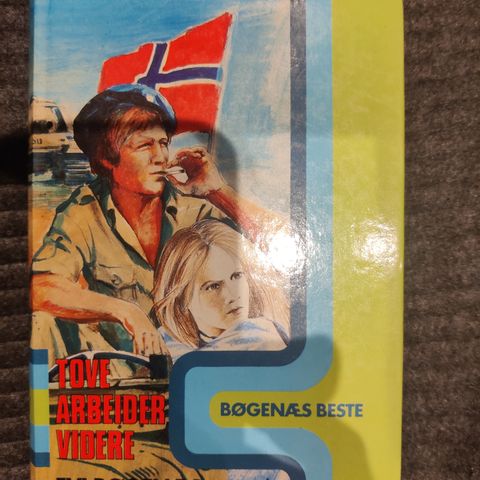 TOVE
ARBEIDER
VIDERE
BØGENÆS BESTE